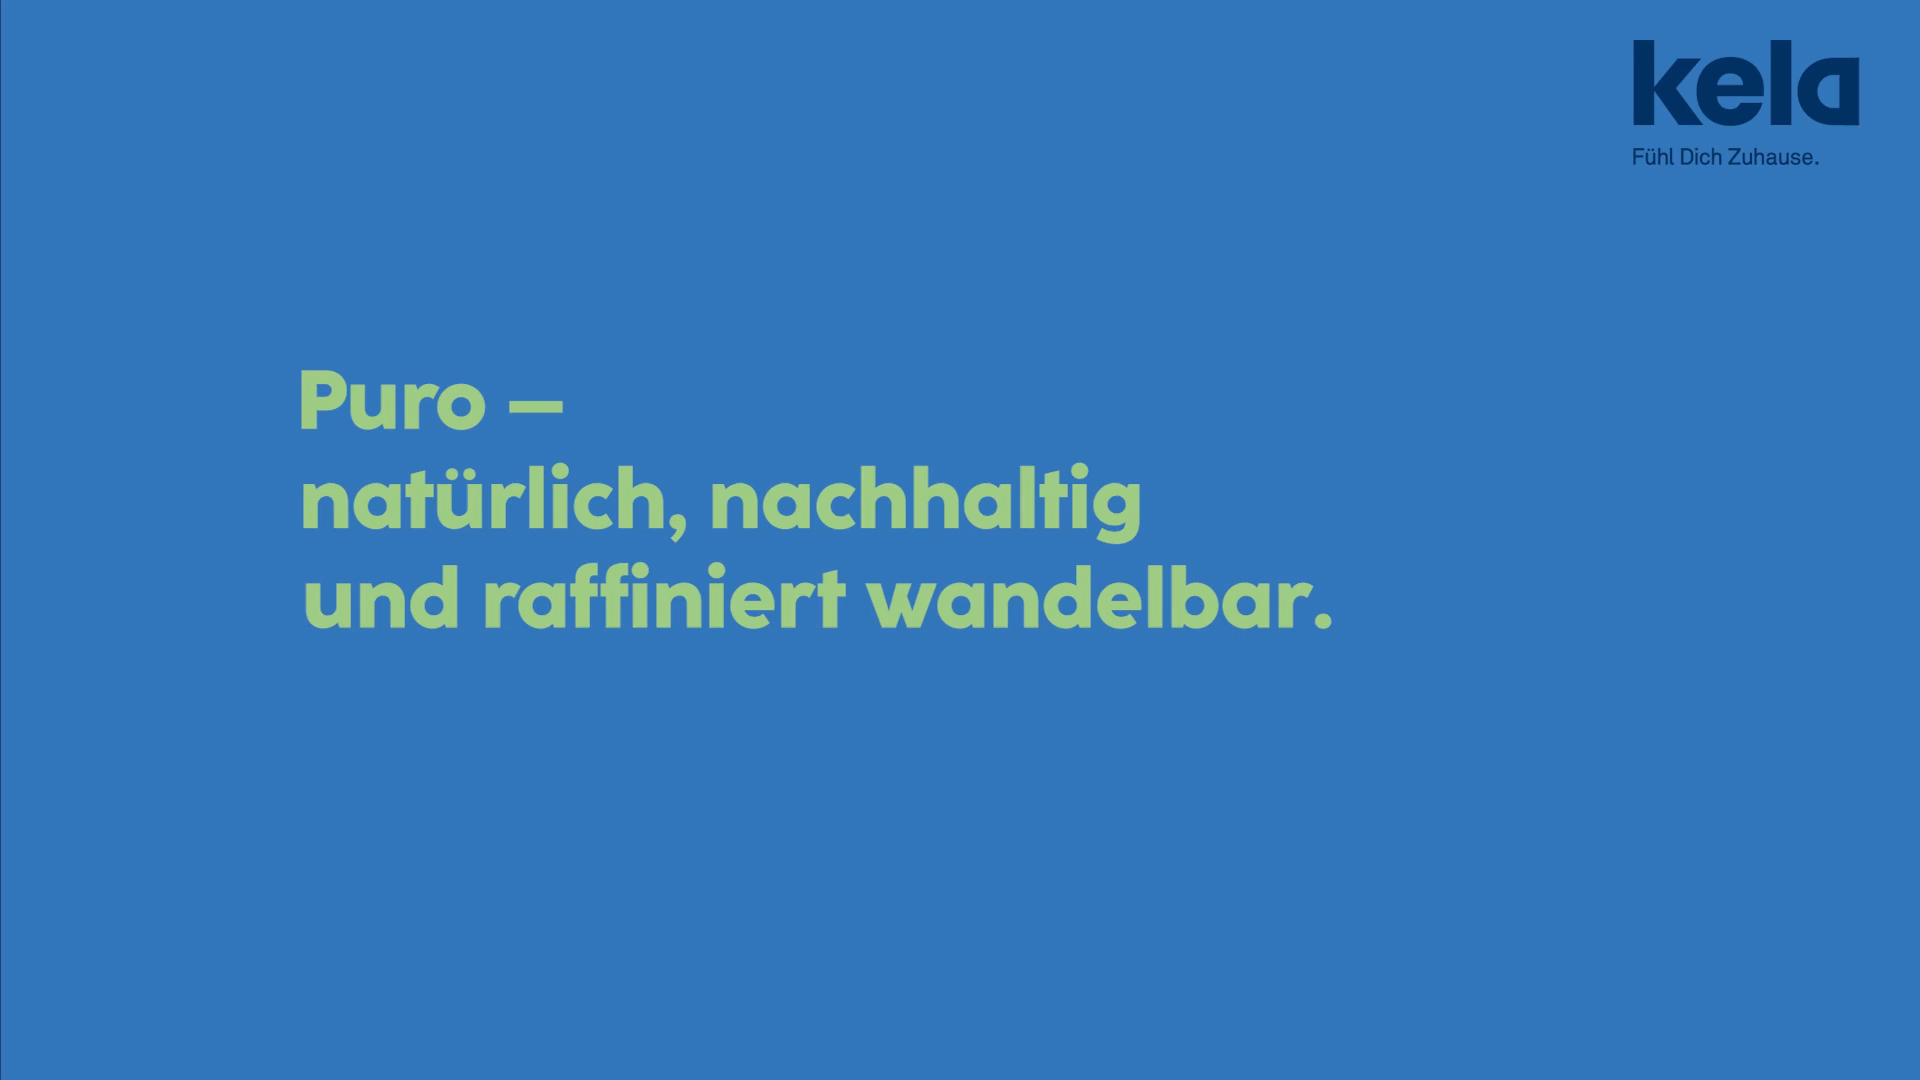 kela
Fühl Dich Zuhause.
Puro –
natürlich, nachhaltig
und raffiniert wandelbar.